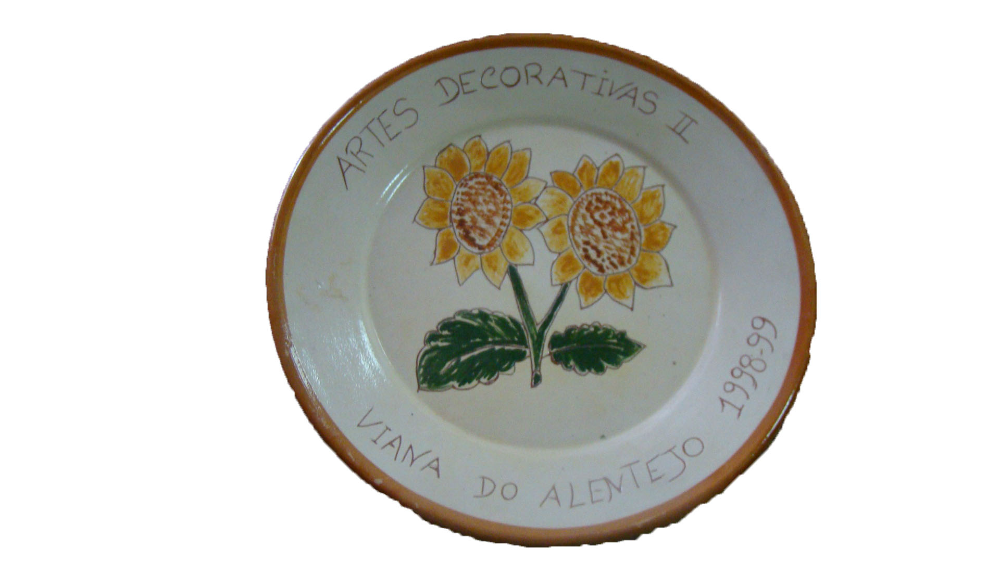 ARTES DECORATIVAS II
VIANA DO ALENTEJO 1998-99